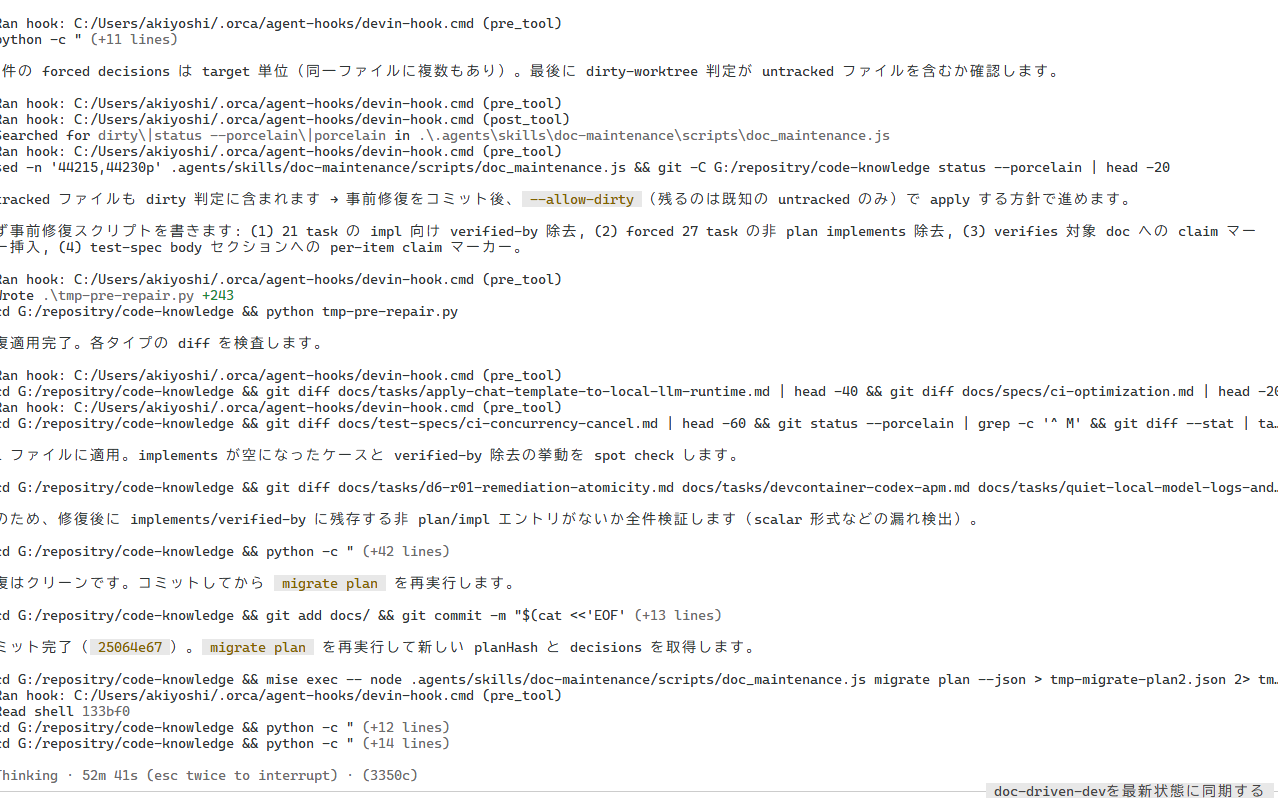 Ran hook: C:/Users/akiyoshi/.orca/agent-hooks/devin-hook.cmd (pre_tool)
python -c " (+11 lines)
件の forced decisions は target 単位（同一ファイルに複数もあり）。最後に dirty-worktree 判定が untracked ファイルを含むか確認します。
Ran hook: C:/Users/akiyoshi/.orca/agent-hooks/devin-hook.cmd (pre_tool)
Ran hook: C:/Users/akiyoshi/.orca/agent-hooks/devin-hook.cmd (post_tool)
Searched for dirty\|status --porcelain\|porcelain in .\.agents\skills\doc-maintenance\scripts\doc_maintenance.js
Ran hook: C:/Users/akiyoshi/.orca/agent-hooks/devin-hook.cmd (pre_tool)
sed -n '44215,44230p' .agents/skills/doc-maintenance/scripts/doc_maintenance.js && git -C G:/repositry/code-knowledge status --porcelain | head -20
tracked ファイルも dirty 判定に含まれます → 事前修復をコミット後、 --allow-dirty （残るのは既知の untracked のみ）で apply する方針で進めます。
ず事前修復スクリプトを書きます: (1) 21 task の impl 向け verified-by 除去, (2) forced 27 task の非 plan implements 除去, (3) verifies 対象 doc への claim マー
ー挿入, (4) test-spec body セクションへの per-item claim マーカー。
Ran hook: C:/Users/akiyoshi/.orca/agent-hooks/devin-hook.cmd (pre_tool)
Wrote .\tmp-pre-repair.py +243
cd G:/repositry/code-knowledge && python tmp-pre-repair.py
復適用完了。各タイプの diff を検査します。
Ran hook: C:/Users/akiyoshi/.orca/agent-hooks/devin-hook.cmd (pre_tool)
cd G:/repositry/code-knowledge && git diff docs/tasks/apply-chat-template-to-local-llm-runtime.md | head -40 && git diff docs/specs/ci-optimization.md | head -20
Ran hook: C:/Users/akiyoshi/.orca/agent-hooks/devin-hook.cmd (pre_tool)
cd G:/repositry/code-knowledge && git diff docs/test-specs/ci-concurrency-cancel.md | head -60 && git status --porcelain | grep -c '^ M' && git diff --stat | ta…
ファイルに適用。implements が空になったケースと verified-by 除去の挙動を spot check します。
cd G:/repositry/code-knowledge && git diff docs/tasks/d6-r01-remediation-atomicity.md docs/tasks/devcontainer-codex-apm.md docs/tasks/quiet-local-model-logs-and…
のため、修復後に implements/verified-by に残存する非 plan/impl エントリがないか全件検証します（scalar 形式などの漏れ検出）。
cd G:/repositry/code-knowledge && python -c " (+42 lines)
復はクリーンです。コミットしてから migrate plan を再実行します。
cd G:/repositry/code-knowledge && git add docs/ && git commit -m "$(cat <<'EOF' (+13 lines)
ミット完了（ 25064e67 ）。 migrate plan を再実行して新しい planHash と decisions を取得します。
cd G:/repositry/code-knowledge && mise exec -- node .agents/skills/doc-maintenance/scripts/doc_maintenance.js migrate plan --json > tmp-migrate-plan2.json 2> tm…
Ran hook: C:/Users/akiyoshi/.orca/agent-hooks/devin-hook.cmd (pre_tool)
Read shell 133bf0
cd G:/repositry/code-knowledge && python -c " (+12 lines)
cd G:/repositry/code-knowledge && python -c " (+14 lines)
Thinking · 52m 41s (esc twice to interrupt) · (3350c)
doc-driven-devを最新状態に同期する